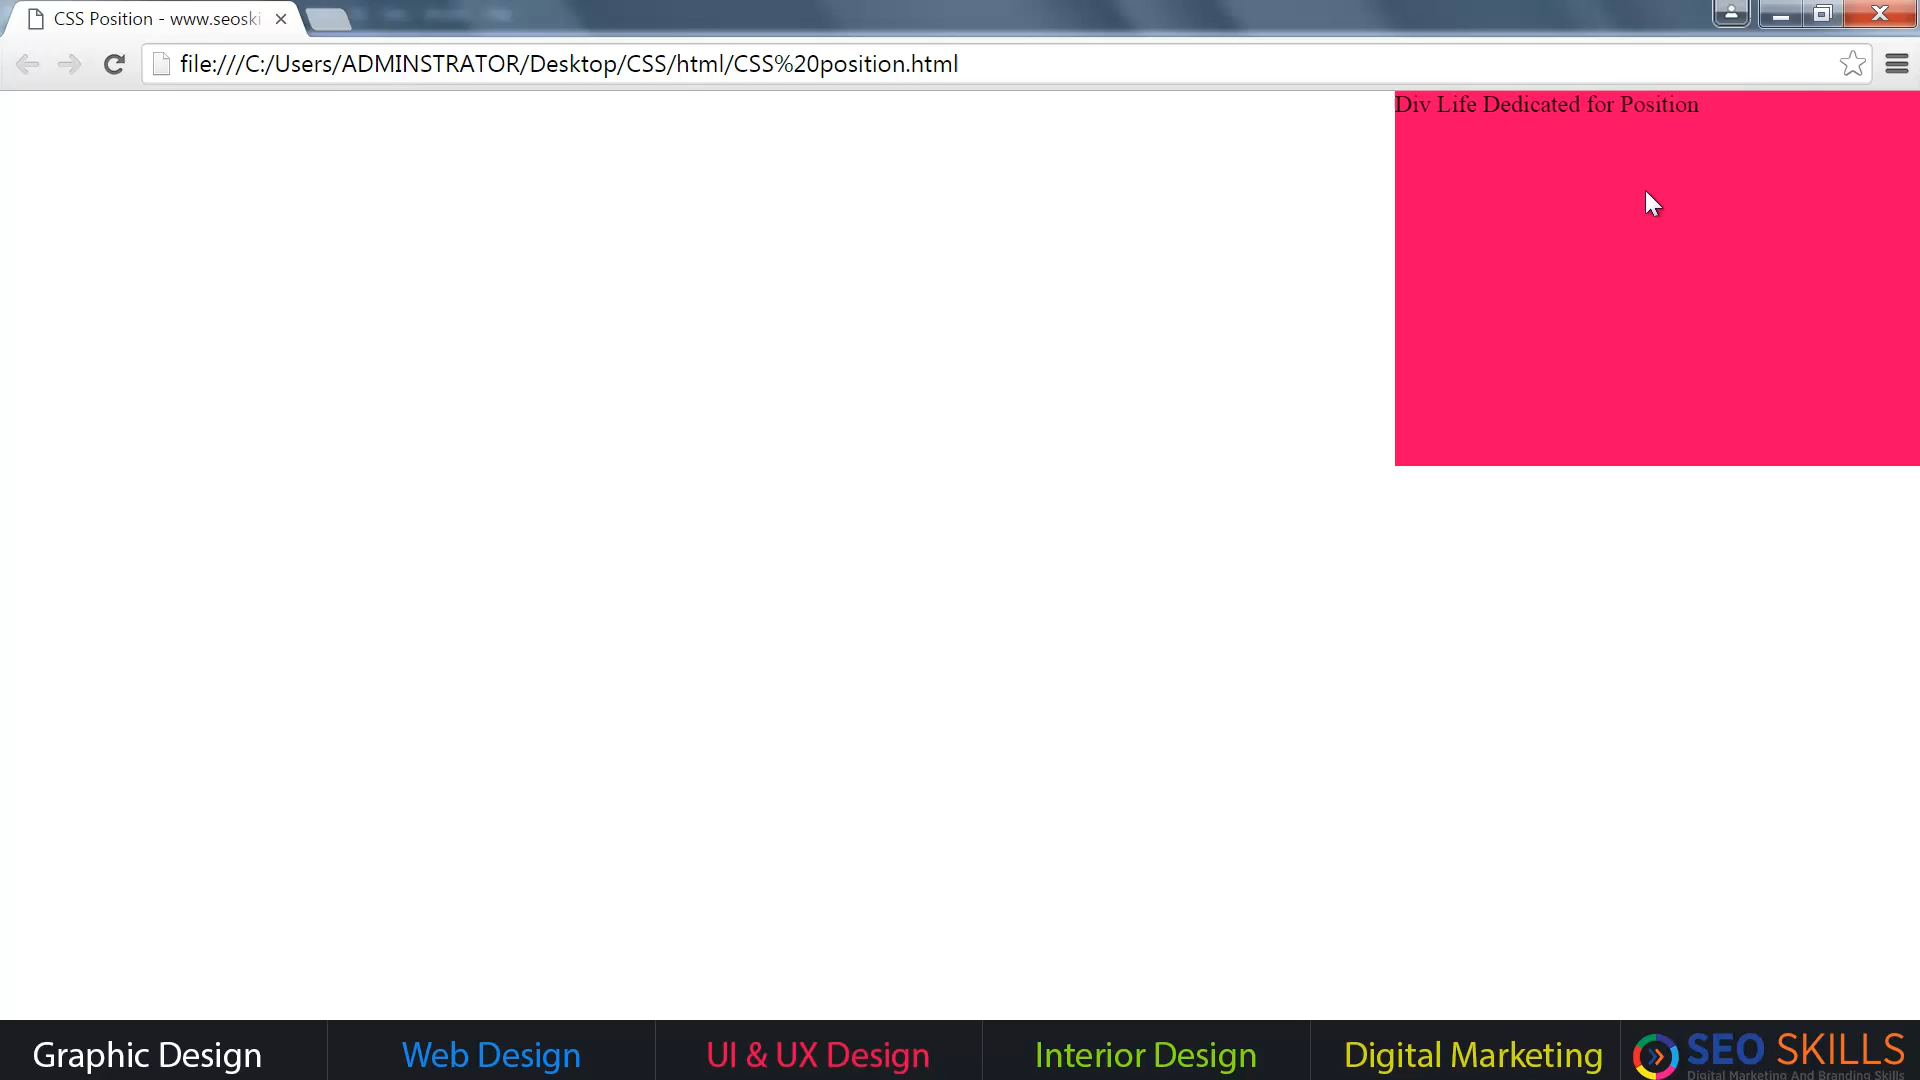 CSS Position - www.seoski
file:///C:/Users/ADMINSTRATOR/Desktop/CSS/html/CSS%20position.html
Div Life Dedicated for Position
Graphic Design
Web Design
UI & UX Design
Interior Design
Digital Marketing
SEO SKILLS
Digital Marketing And Branding Skills